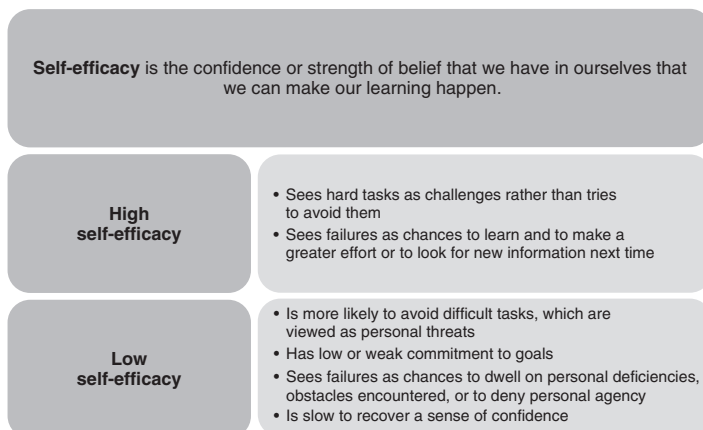 Self-efficacy is the confidence or strength of belief that we have in ourselves that
we can make our learning happen.
High
self-efficacy
• Sees hard tasks as challenges rather than tries
to avoid them
• Sees failures as chances to learn and to make a
greater effort or to look for new information next time
Low
self-efficacy
• Is more likely to avoid difficult tasks, which are
viewed as personal threats
• Has low or weak commitment to goals
• Sees failures as chances to dwell on personal deficiencies,
obstacles encountered, or to deny personal agency
• Is slow to recover a sense of confidence